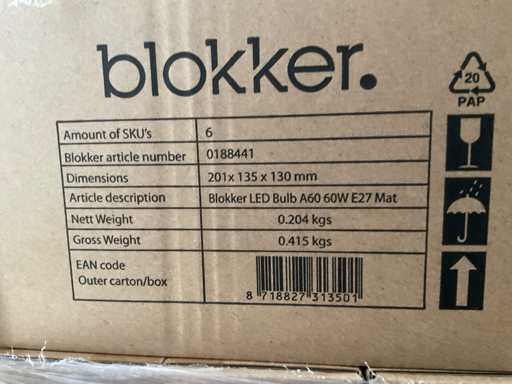 blokker.
20
PAP
Amount of SKU's 6
Blokker article number 0188441
Dimensions 201x 135 x 130 mm
Article description Blokker LED Bulb A60 60W E27 Mat
Nett Weight 0.204 kgs
Gross Weight 0.415 kgs
EAN code
Outer carton/box
8 718827 313501